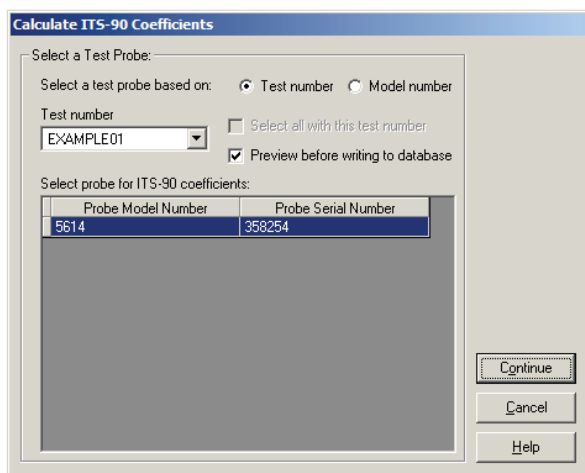 Calculate ITS-90 Coefficients
Select a Test Probe:
Select a test probe based on: Test number Model number
Test number
EXAMPLE01
Select all with this test number
Preview before writing to database
Select probe for ITS-90 coefficients:
Probe Model Number Probe Serial Number
5614 358254
Continue
Cancel
Help